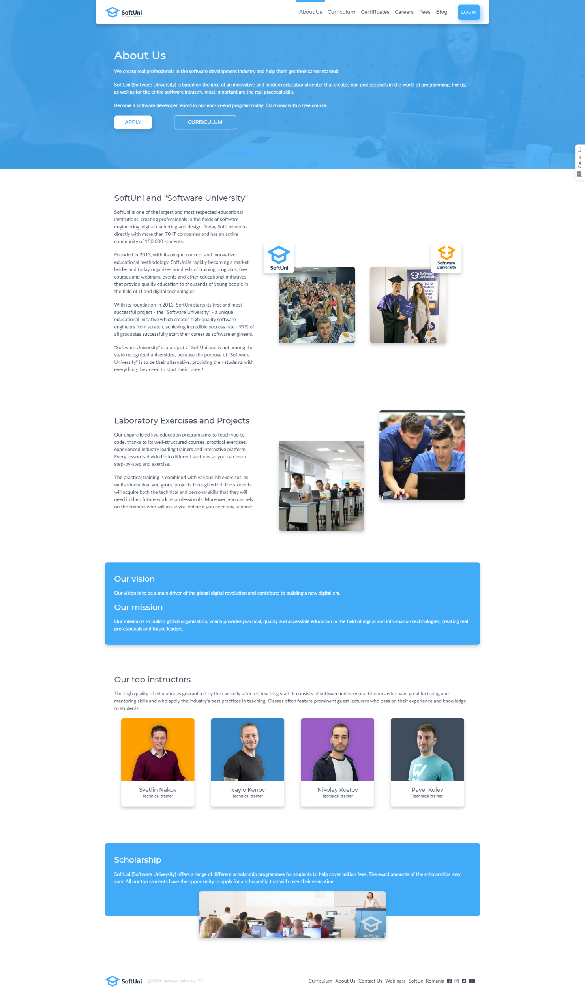 SoftUni
About Us Curriculum Certificates Careers Fees Blog LOG IN
About Us
We create real professionals in the software development industry and help them get their career started!
SoftUni (Software University) is based on the idea of an innovative and modern educational center that creates real professionals in the world of programming. For us,
as well as for the entire software industry, most important are the real practical skills.
Become a software developer, enroll in our end-to-end program today! Start now with a free course.
APPLY
CURRICULUM
Contact Us
SoftUni and "Software University"
SoftUni is one of the largest and most respected educational
institutions, creating professionals in the fields of software
engineering, digital marketing and design. Today SoftUni works
directly with more than 70 IT companies and has an active
community of 150 000 students.
Founded in 2013, with its unique concept and innovative
educational methodology, SoftUni is rapidly becoming a market
leader and today organizes hundreds of training programs, free
courses and webinars, events and other educational initiatives
that provide quality education to thousands of young people in
the field of IT and digital technologies.
With its foundation in 2013, SoftUni starts its first and most
successful project - the "Software University" - a unique
educational initiative which creates high-quality software
engineers from scratch, achieving incredible success rate - 97% of
all graduates successfully start their career as software engineers.
"Software University" is a project of SoftUni and is not among the
state recognized universities, because the purpose of "Software
University" is to be their alternative, providing their students with
everything they need to start their career!
SoftUni
Software
University
Software
University
Laboratory Exercises and Projects
Our unparalleled live education program aims to teach you to
code, thanks to its well-structured courses, practical exercises,
experienced industry leading trainers and interactive platform.
Every lesson is divided into different sections so you can learn
step-by-step and exercise.
The practical training is combined with various lab exercises, as
well as individual and group projects through which the students
will acquire both the technical and personal skills that they will
need in their future work as professionals. Moreover, you can rely
on the trainers who will assist you online if you need any support.
Our vision
Our vision is to be a main driver of the global digital revolution and contribute to building a new digital era.
Our mission
Our mission is to build a global organization, which provides practical, quality and accessible education in the field of digital and information technologies, creating real
professionals and future leaders.
Our top instructors
The high quality of education is guaranteed by the carefully selected teaching staff. It consists of software industry practitioners who have great lecturing and
mentoring skills and who apply the industry's best practices in teaching. Classes often feature prominent guest lecturers who pass on their experience and knowledge
to students.
Svetlin Nakov
Technical trainer
Ivaylo Kenov
Technical trainer
Nikolay Kostov
Technical trainer
Pavel Kolev
Technical trainer
Scholarship
SoftUni (Software University) offers a range of different scholarship programmes for students to help cover tuition fees. The exact amounts of the scholarships may
vary. All our top students have the opportunity to apply for a scholarship that will cover their education.
SoftUni
SoftUni
© 2020 - Software University LTD
Curriculum About Us Contact Us Webinars SoftUni Romania